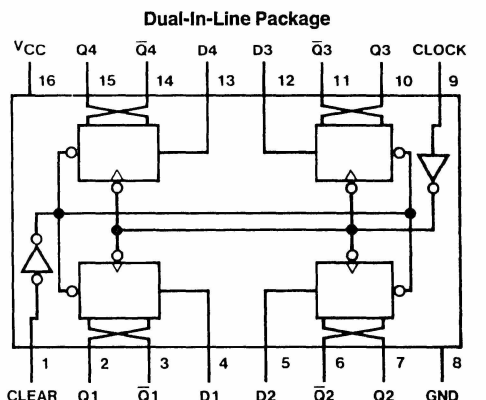 Dual-In-Line Package
VCC Q4 Q̅4 D4 D3 Q̅3 Q3 CLOCK
16 15 14 13 12 11 10 9
1 2 3 4 5 6 7 8
CLEAR Q1 Q̅1 D1 D2 Q̅2 Q2 GND